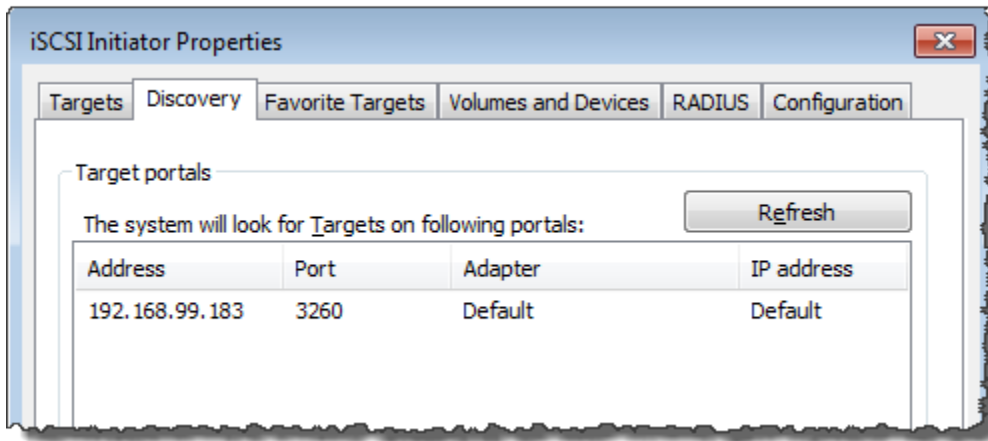 iSCSI Initiator Properties
Targets Discovery Favorite Targets Volumes and Devices RADIUS Configuration
Target portals
The system will look for Targets on following portals:
Refresh
Address Port Adapter IP address
192.168.99.183 3260 Default Default